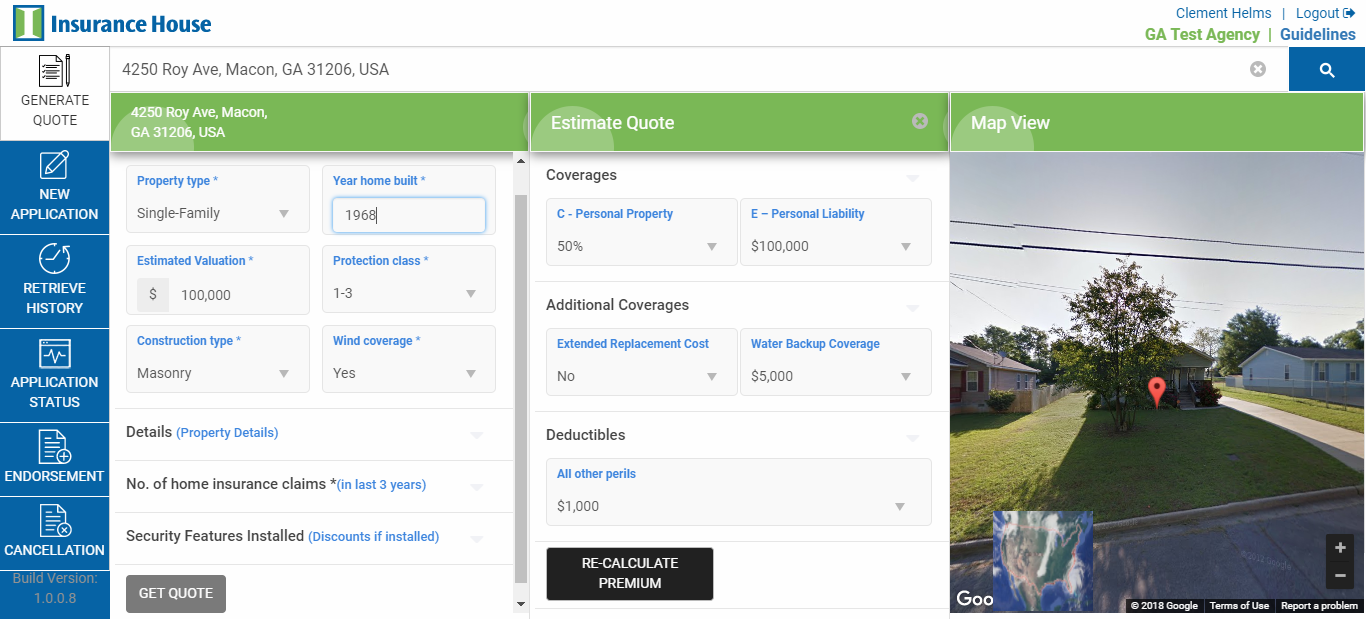 Insurance House
Clement Helms | Logout
GA Test Agency | Guidelines
GENERATE
QUOTE
NEW
APPLICATION
RETRIEVE
HISTORY
APPLICATION
STATUS
ENDORSEMENT
CANCELLATION
Build Version:
1.0.0.8
4250 Roy Ave, Macon, GA 31206, USA
4250 Roy Ave, Macon,
GA 31206, USA
Property type *
Single-Family
Year home built *
1968
Estimated Valuation *
$ 100,000
Protection class *
1-3
Construction type *
Masonry
Wind coverage *
Yes
Details (Property Details)
No. of home insurance claims *(in last 3 years)
Security Features Installed (Discounts if installed)
GET QUOTE
Estimate Quote
Coverages
C - Personal Property
50%
E – Personal Liability
$100,000
Additional Coverages
Extended Replacement Cost
No
Water Backup Coverage
$5,000
Deductibles
All other perils
$1,000
RE-CALCULATE
PREMIUM
Map View
Goo
© 2018 Google Terms of Use Report a problem